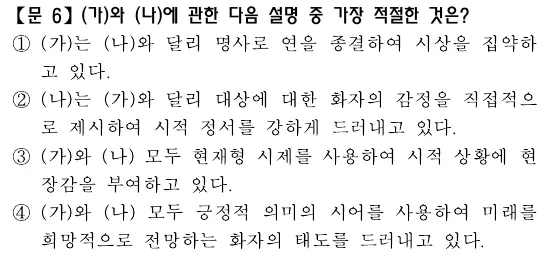 【문 6】(가)와 (나)에 관한 다음 설명 중 가장 적절한 것은?
① (가)는 (나)와 달리 명사로 연을 종결하여 시상을 집약하
고 있다.
② (나)는 (가)와 달리 대상에 대한 화자의 감정을 직접적으
로 제시하여 시적 정서를 강하게 드러내고 있다.
③ (가)와 (나) 모두 현재형 시제를 사용하여 시적 상황에 현
장감을 부여하고 있다.
④ (가)와 (나) 모두 긍정적 의미의 시어를 사용하여 미래를
희망적으로 전망하는 화자의 태도를 드러내고 있다.